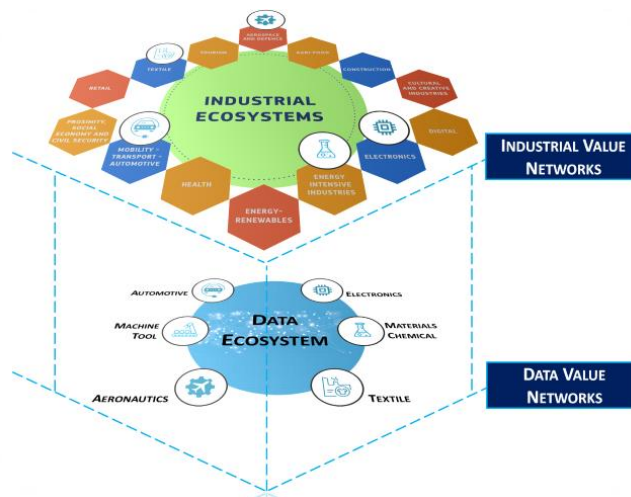 AEROSPACE AND DEFENCE
TOURISM
AGRI-FOOD
TEXTILE
CONSTRUCTION
RETAIL
CULTURAL
AND CREATIVE
INDUSTRIES
INDUSTRIAL
ECOSYSTEMS
PROXIMITY,
SOCIAL
ECONOMY AND
CIVIL SECURITY
DIGITAL
MOBILITY -
TRANSPORT -
AUTOMOTIVE
ELECTRONICS
HEALTH
ENERGY
INTENSIVE
INDUSTRIES
ENERGY-
RENEWABLES
INDUSTRIAL VALUE
NETWORKS
AUTOMOTIVE
ELECTRONICS
MACHINE
TOOL
DATA
ECOSYSTEM
MATERIALS
CHEMICAL
AERONAUTICS
TEXTILE
DATA VALUE
NETWORKS